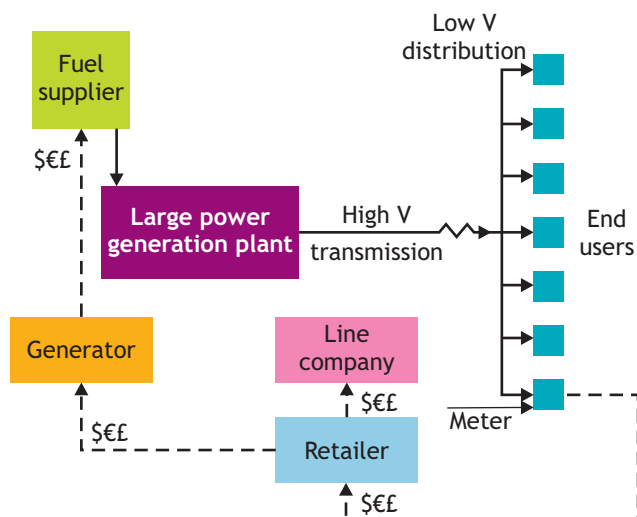 Low V
distribution
Fuel
supplier
$€£
Large power
generation plant
High V
transmission
End
users
Generator
Line
company
$€£
Meter
$€£
Retailer
$€£